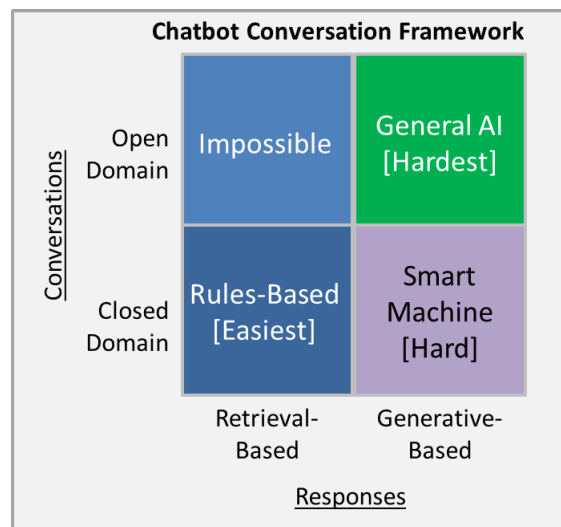 Chatbot Conversation Framework
Conversations
Open
Domain
Impossible
General AI
[Hardest]
Closed
Domain
Rules-Based
[Easiest]
Smart
Machine
[Hard]
Retrieval-
Based
Generative-
Based
Responses